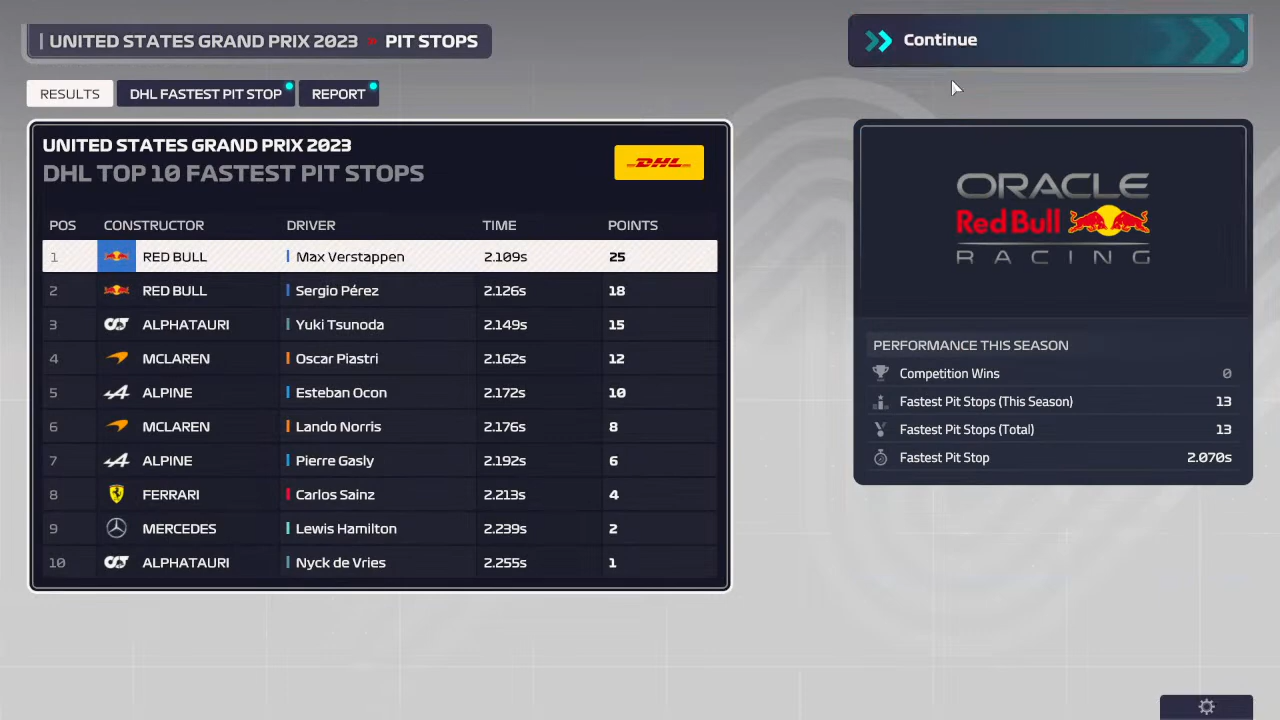 UNITED STATES GRAND PRIX 2023 » PIT STOPS
Continue
RESULTS
DHL FASTEST PIT STOP
REPORT
UNITED STATES GRAND PRIX 2023
DHL TOP 10 FASTEST PIT STOPS
DHL
POS CONSTRUCTOR DRIVER TIME POINTS
1 RED BULL Max Verstappen 2.109s 25
2 RED BULL Sergio Pérez 2.126s 18
3 ALPHATAURI Yuki Tsunoda 2.149s 15
4 MCLAREN Oscar Piastri 2.162s 12
5 ALPINE Esteban Ocon 2.172s 10
6 MCLAREN Lando Norris 2.176s 8
7 ALPINE Pierre Gasly 2.192s 6
8 FERRARI Carlos Sainz 2.213s 4
9 MERCEDES Lewis Hamilton 2.239s 2
10 ALPHATAURI Nyck de Vries 2.255s 1
ORACLE
Red Bull
RACING
PERFORMANCE THIS SEASON
Competition Wins 0
Fastest Pit Stops (This Season) 13
Fastest Pit Stops (Total) 13
Fastest Pit Stop 2.070s